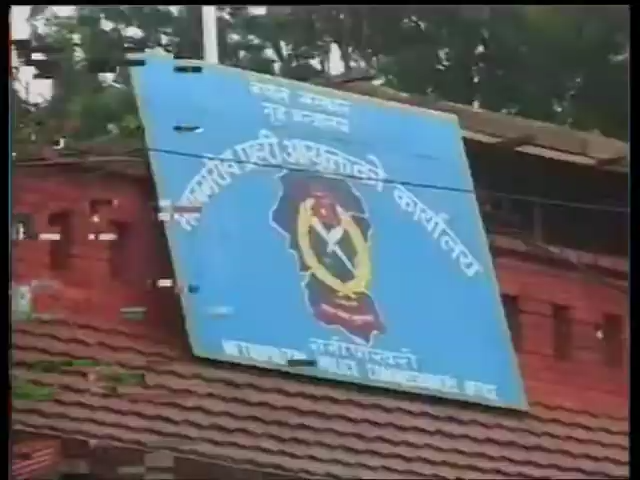 नेपाल सरकार
गृह मन्त्रालय
महानगरीय प्रहरी आयुक्तको कार्यालय
रानीपोखरी
METROPOLITAN POLICE COMMISSIONER'S OFFICE